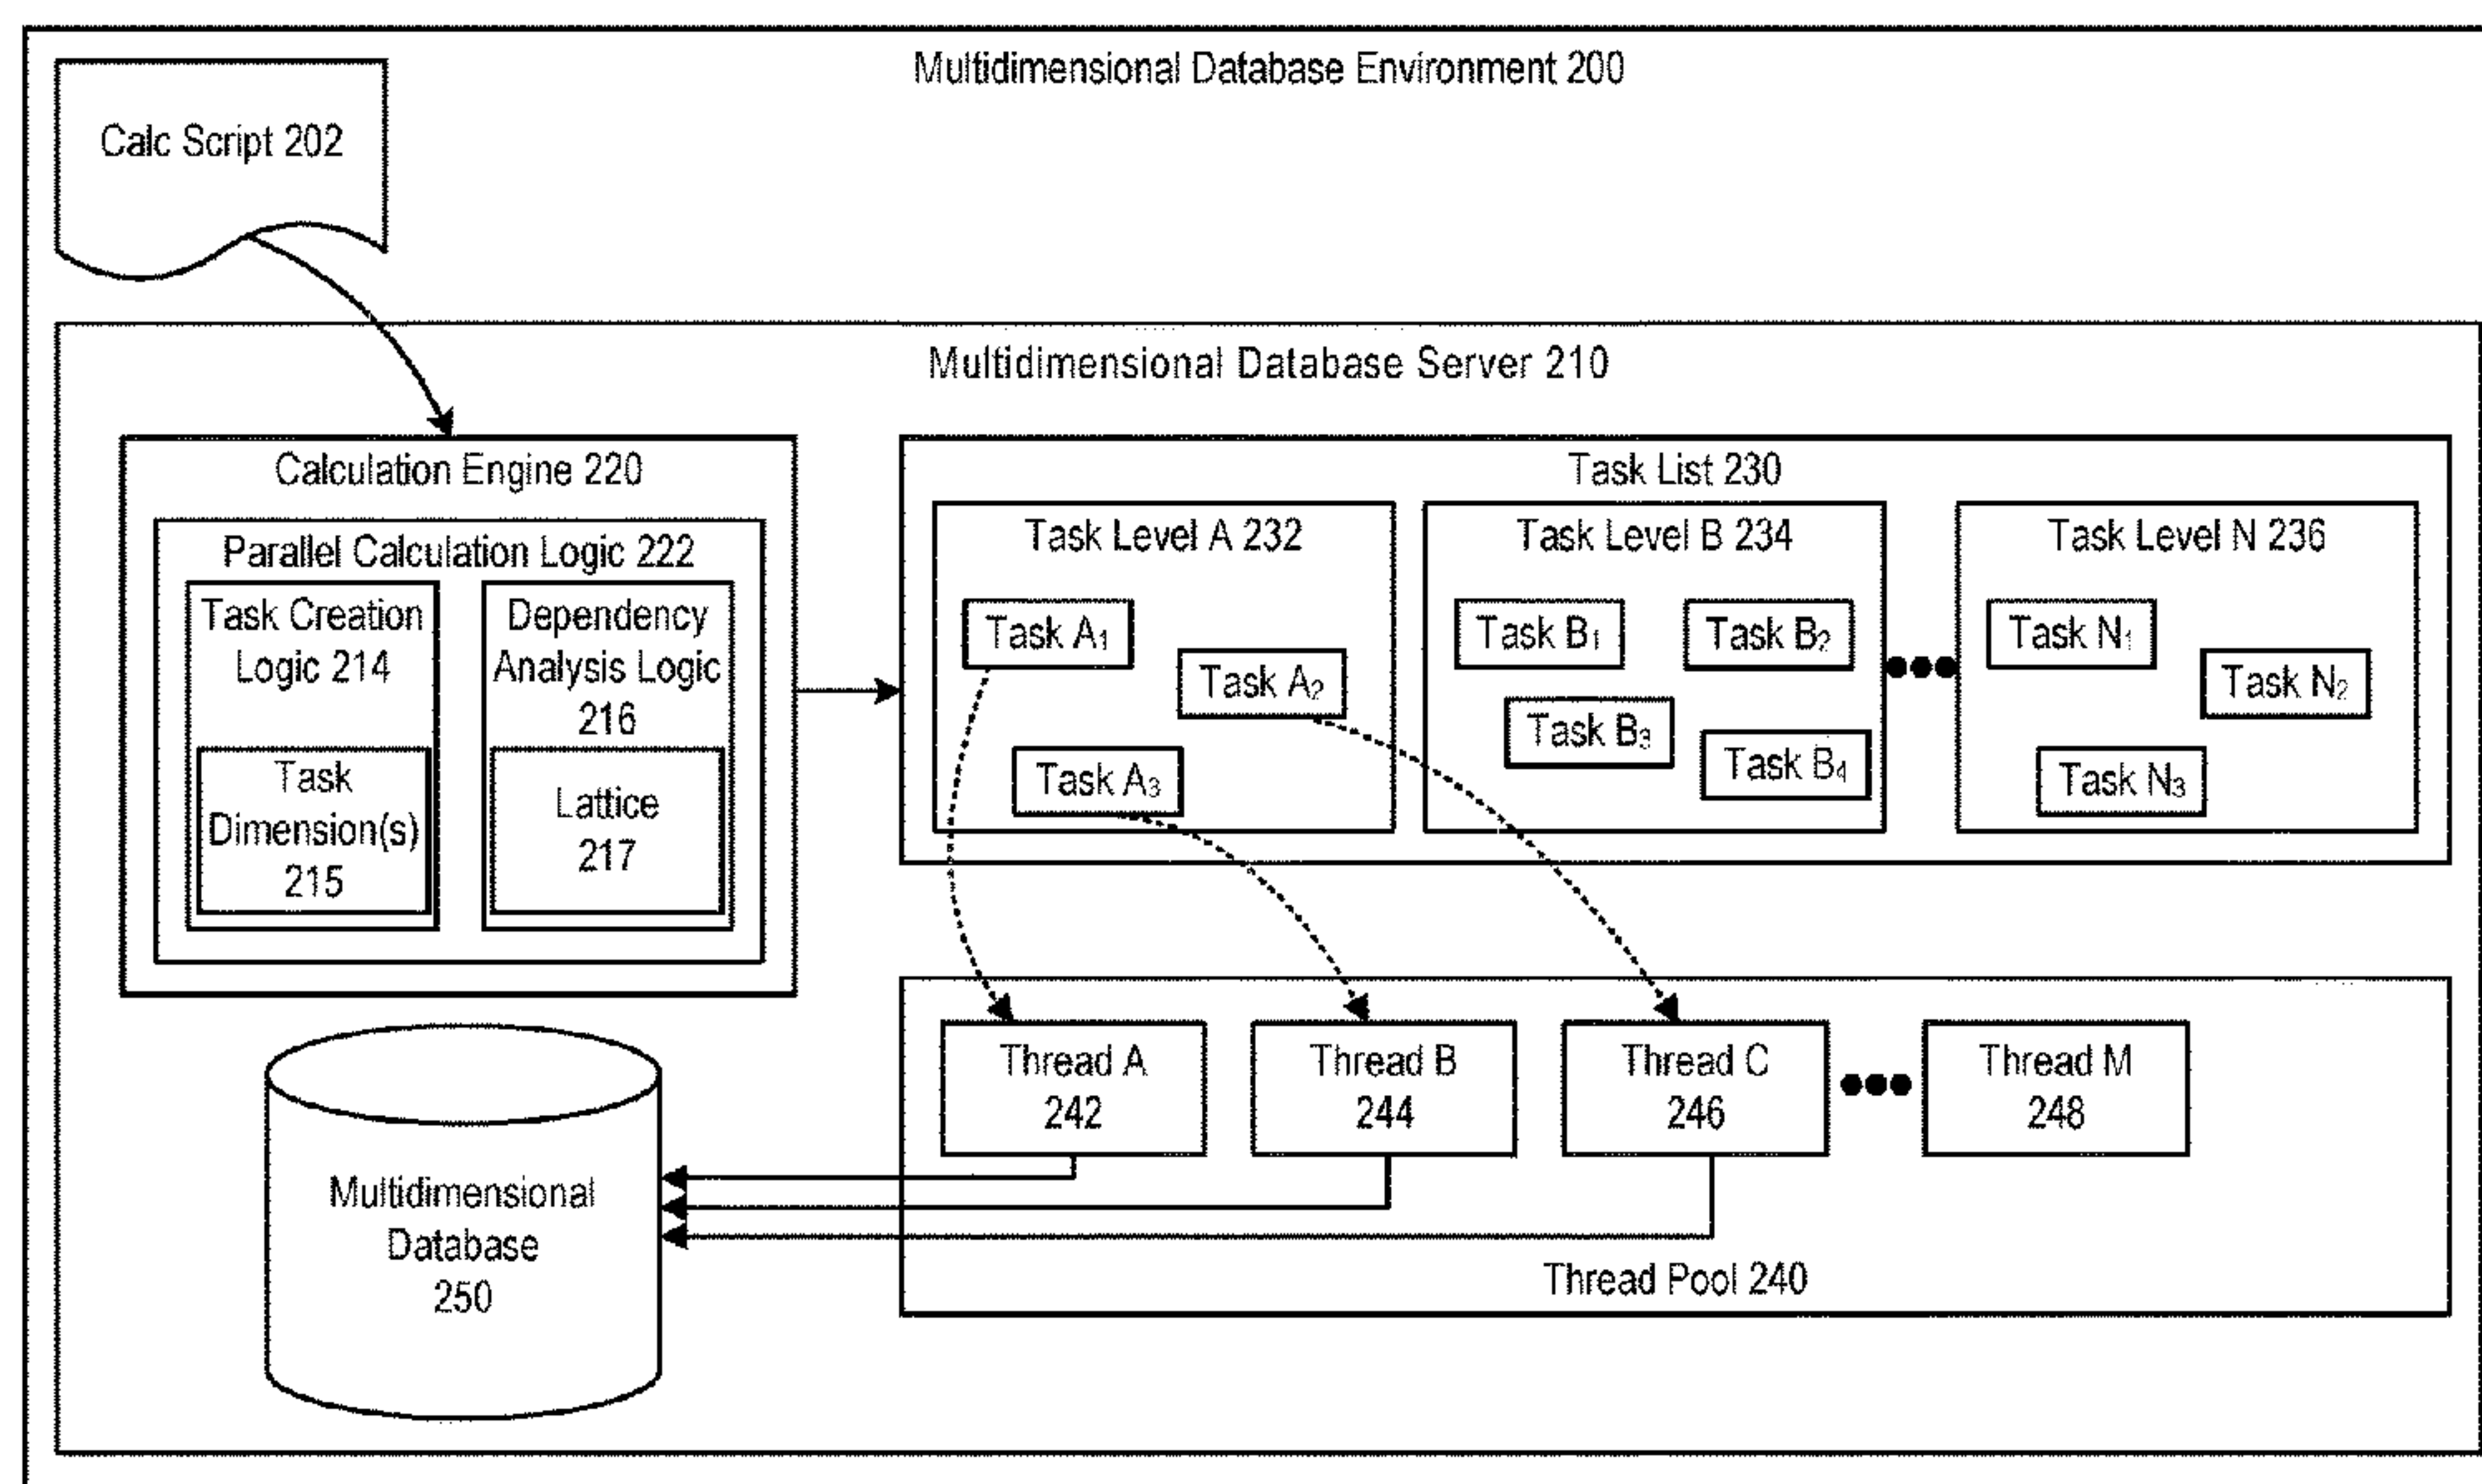 Multidimensional Database Environment 200
Calc Script 202
Multidimensional Database Server 210
Calculation Engine 220
Parallel Calculation Logic 222
Task Creation
Logic 214
Task
Dimension(s)
215
Dependency
Analysis Logic
216
Lattice
217
Task List 230
Task Level A 232
Task A₁
Task A₂
Task A₃
Task Level B 234
Task B₁
Task B₂
Task B₃
Task B₄
Task Level N 236
Task N₁
Task N₂
Task N₃
Thread A
242
Thread B
244
Thread C
246
Thread M
248
Thread Pool 240
Multidimensional
Database
250